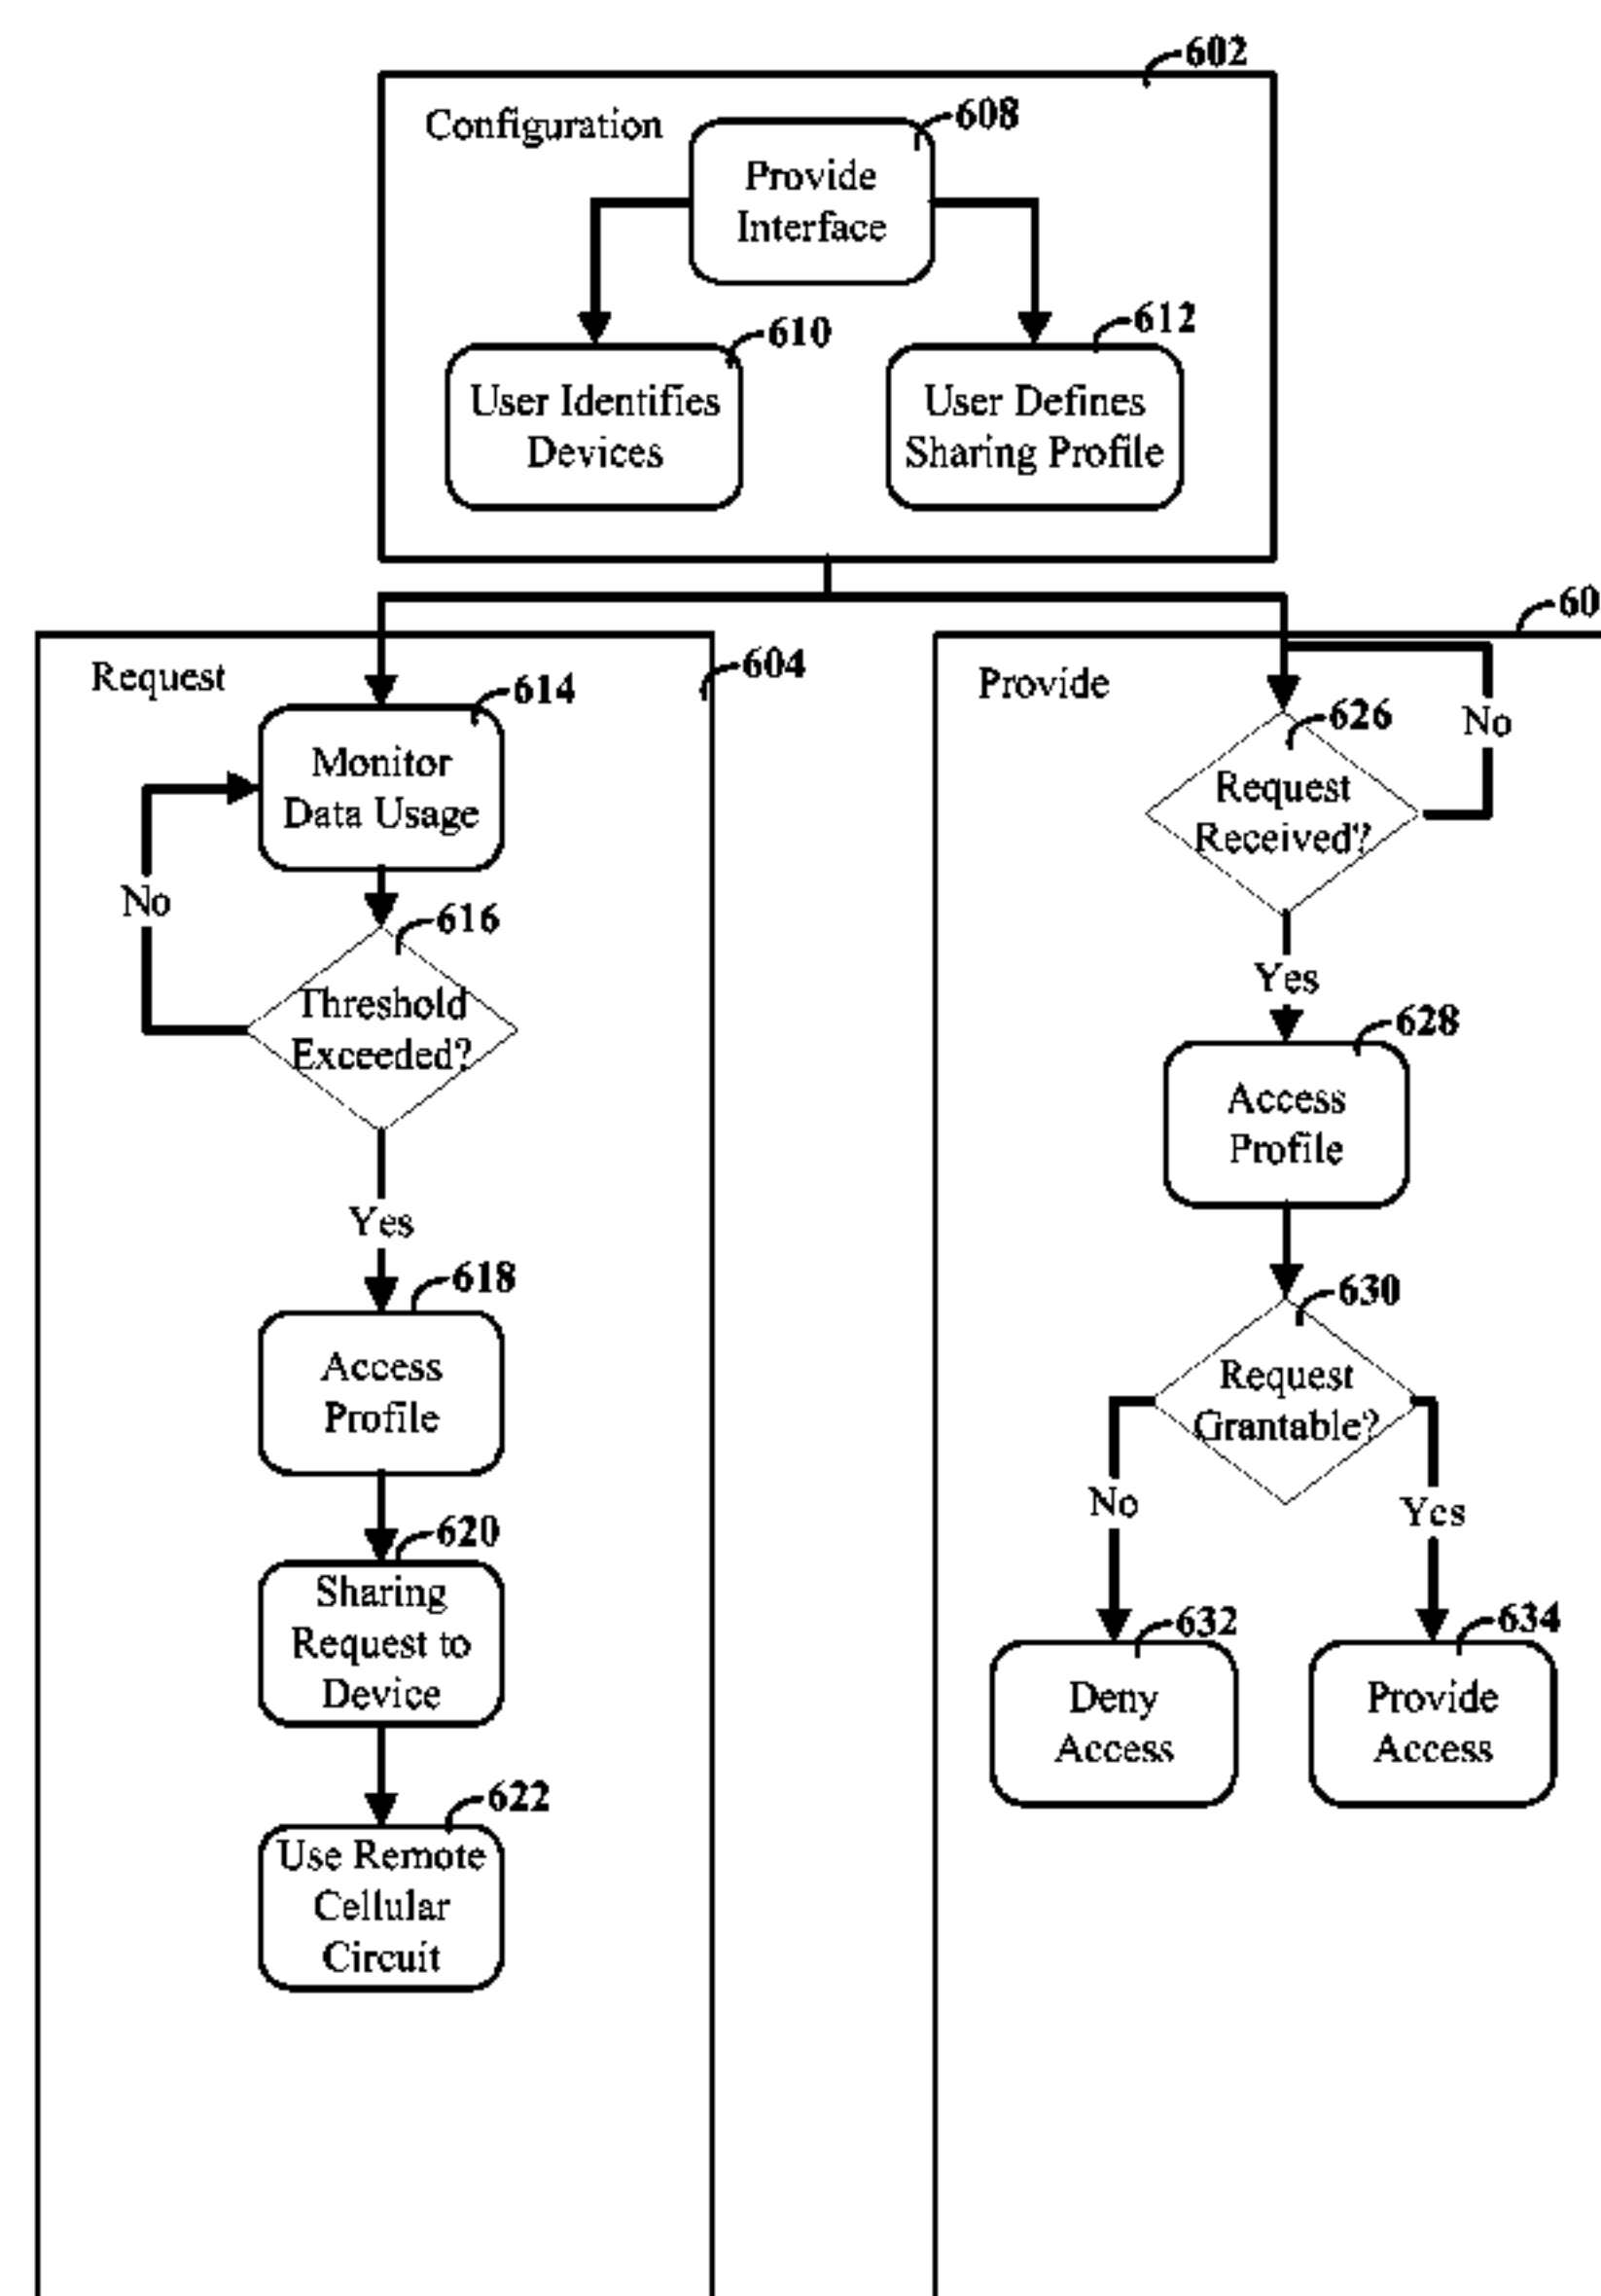 602
Configuration
608
Provide
Interface
610
User Identifies
Devices
612
User Defines
Sharing Profile
Request
604
614
Monitor
Data Usage
No
616
Threshold
Exceeded?
Yes
618
Access
Profile
620
Sharing
Request to
Device
622
Use Remote
Cellular
Circuit
60
Provide
626
Request
Received?
No
Yes
628
Access
Profile
630
Request
Grantable?
No
Yes
632
Deny
Access
634
Provide
Access